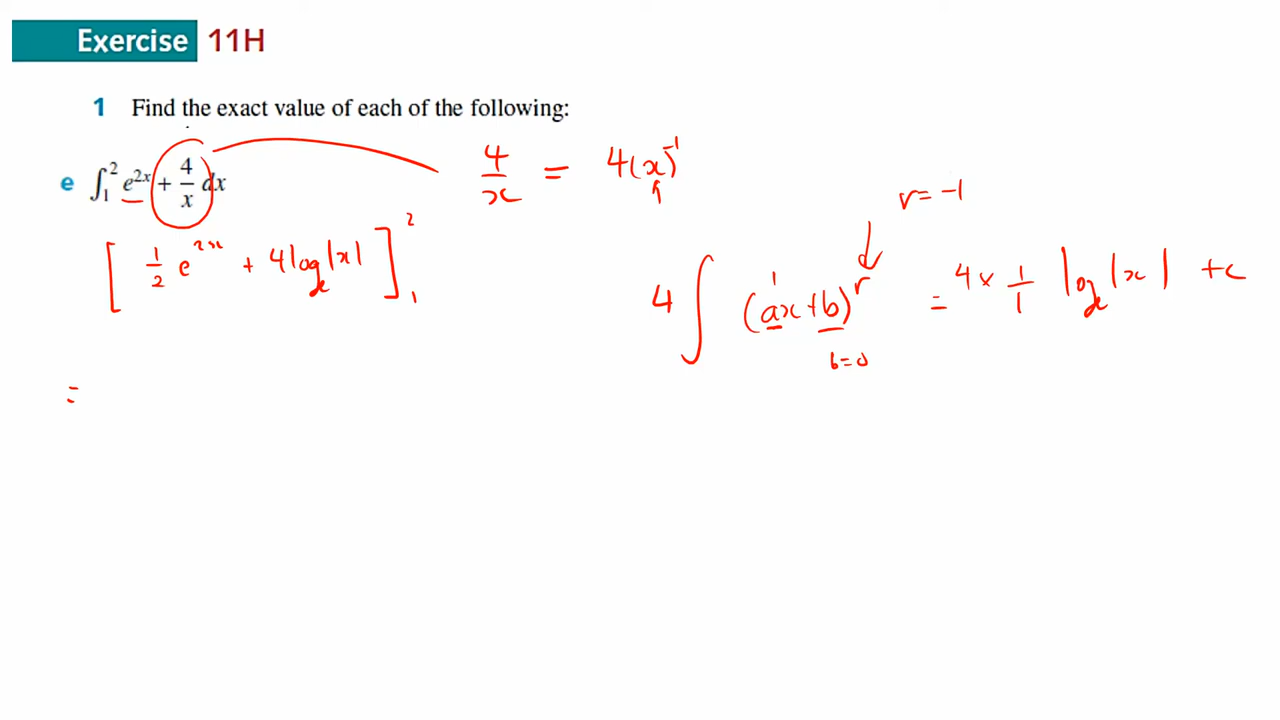 Exercise 11H
1 Find the exact value of each of the following:
e ∫₁² e^{2x} + 4/x dx
4/x = 4(x)^{-1}
r = -1
[ 1/2 e^{2x} + 4 log_e |x| ]₁²
4 ∫ (ax + b)^r = 4 × 1/1 log_e |x| + c
1
b = 0
=